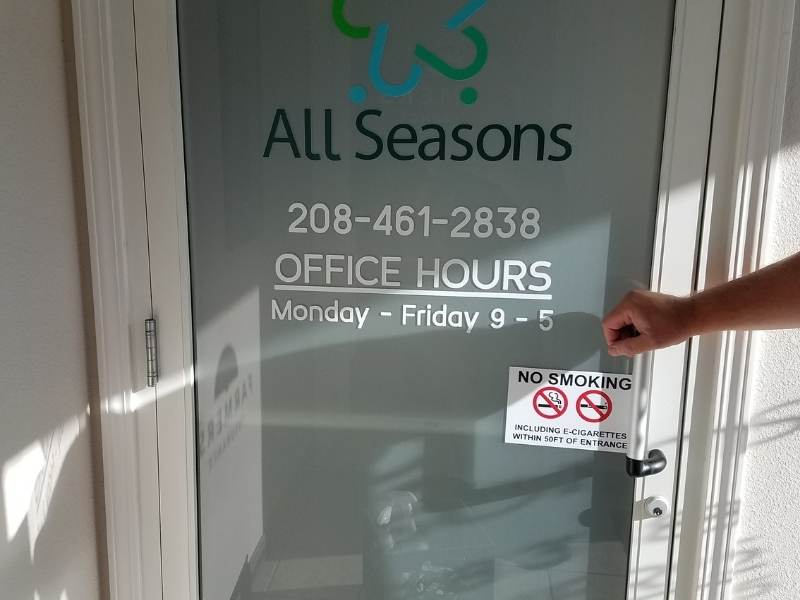 All Seasons
208-461-2838
OFFICE HOURS
Monday - Friday 9 - 5
NO SMOKING
INCLUDING E-CIGARETTES
WITHIN 50FT OF ENTRANCE
FARMERS